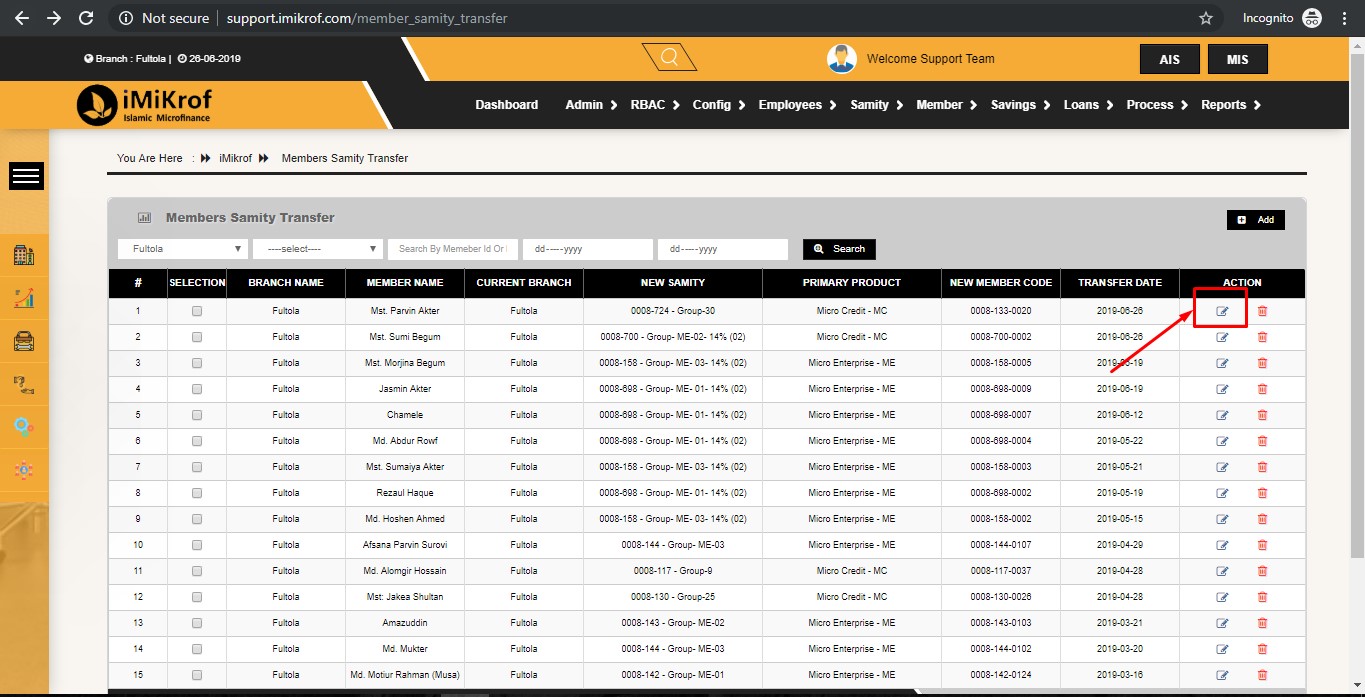 Not secure | support.imikrof.com/member_samity_transfer Incognito
Branch : Fultola | 26-06-2019 Welcome Support Team AIS MIS
iMiKrof
Islamic Microfinance
Dashboard Admin RBAC Config Employees Samity Member Savings Loans Process Reports
You Are Here : iMikrof Members Samity Transfer
Members Samity Transfer Add
Fultola ----select---- Search By Memeber Id Or dd-----yyyy dd-----yyyy Search
# SELECTION BRANCH NAME MEMBER NAME CURRENT BRANCH NEW SAMITY PRIMARY PRODUCT NEW MEMBER CODE TRANSFER DATE ACTION
1 Fultola Mst. Parvin Akter Fultola 0008-724 - Group-30 Micro Credit - MC 0008-133-0020 2019-06-26
2 Fultola Mst. Sumi Begum Fultola 0008-700 - Group- ME-02- 14% (02) Micro Credit - MC 0008-700-0002 2019-06-26
3 Fultola Mst. Morjina Begum Fultola 0008-158 - Group- ME- 03- 14% (02) Micro Enterprise - ME 0008-158-0005 2019-06-19
4 Fultola Jasmin Akter Fultola 0008-698 - Group- ME- 01- 14% (02) Micro Enterprise - ME 0008-698-0009 2019-06-19
5 Fultola Chamele Fultola 0008-698 - Group- ME- 01- 14% (02) Micro Enterprise - ME 0008-698-0007 2019-06-12
6 Fultola Md. Abdur Rowf Fultola 0008-698 - Group- ME- 01- 14% (02) Micro Enterprise - ME 0008-698-0004 2019-05-22
7 Fultola Mst. Sumaiya Akter Fultola 0008-158 - Group- ME- 03- 14% (02) Micro Enterprise - ME 0008-158-0003 2019-05-21
8 Fultola Rezaul Haque Fultola 0008-698 - Group- ME- 01- 14% (02) Micro Enterprise - ME 0008-698-0002 2019-05-19
9 Fultola Md. Hoshen Ahmed Fultola 0008-158 - Group- ME- 03- 14% (02) Micro Enterprise - ME 0008-158-0002 2019-05-15
10 Fultola Afsana Parvin Surovi Fultola 0008-144 - Group- ME-03 Micro Enterprise - ME 0008-144-0107 2019-04-29
11 Fultola Md. Alomgir Hossain Fultola 0008-117 - Group-9 Micro Credit - MC 0008-117-0037 2019-04-28
12 Fultola Mst: Jakea Shultan Fultola 0008-130 - Group-25 Micro Credit - MC 0008-130-0026 2019-04-28
13 Fultola Amazuddin Fultola 0008-143 - Group- ME-02 Micro Enterprise - ME 0008-143-0103 2019-03-21
14 Fultola Md. Mukter Fultola 0008-144 - Group- ME-03 Micro Enterprise - ME 0008-144-0102 2019-03-20
15 Fultola Md. Motiur Rahman (Musa) Fultola 0008-142 - Group- ME-01 Micro Enterprise - ME 0008-142-0124 2019-03-16